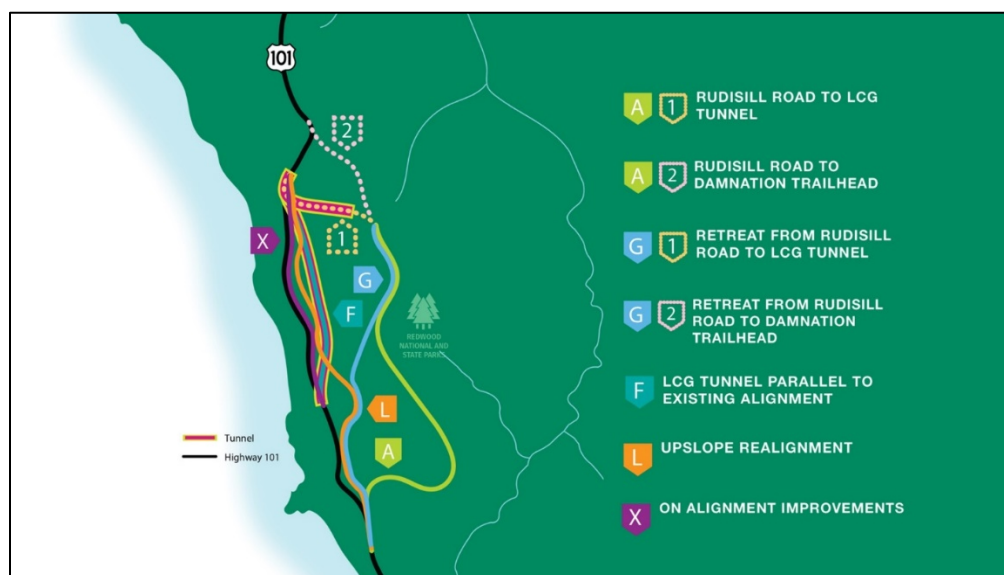 101
2
1
X
G
F
REDWOOD
NATIONAL AND
STATE PARKS
L
A
Tunnel
Highway 101
A 1 RUDISILL ROAD TO LCG
TUNNEL
A 2 RUDISILL ROAD TO
DAMNATION TRAILHEAD
G 1 RETREAT FROM RUDISILL
ROAD TO LCG TUNNEL
G 2 RETREAT FROM RUDISILL
ROAD TO DAMNATION
TRAILHEAD
F LCG TUNNEL PARALLEL TO
EXISTING ALIGNMENT
L UPSLOPE REALIGNMENT
X ON ALIGNMENT IMPROVEMENTS